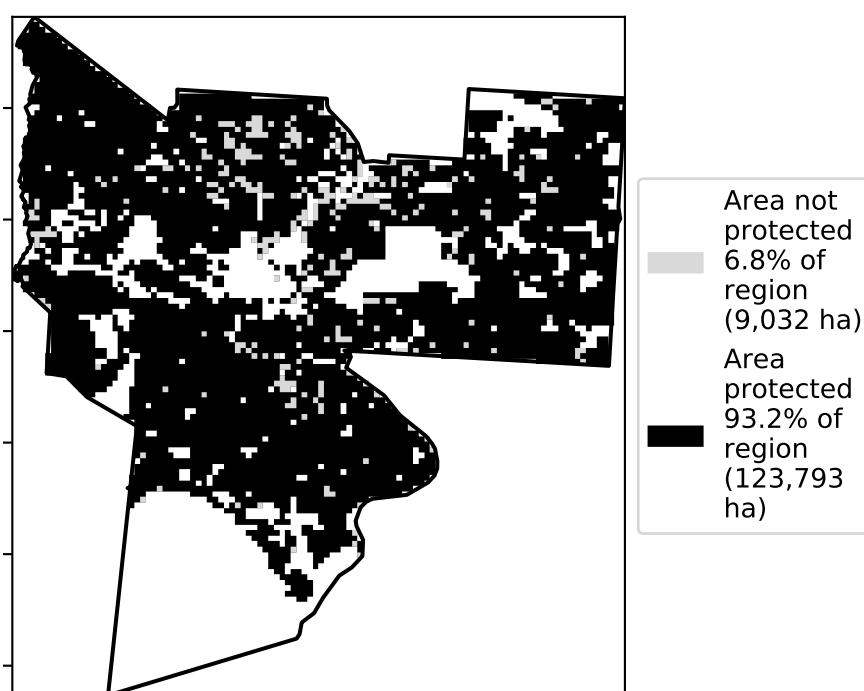 Area not
protected
6.8% of
region
(9,032 ha)
Area
protected
93.2% of
region
(123,793
ha)